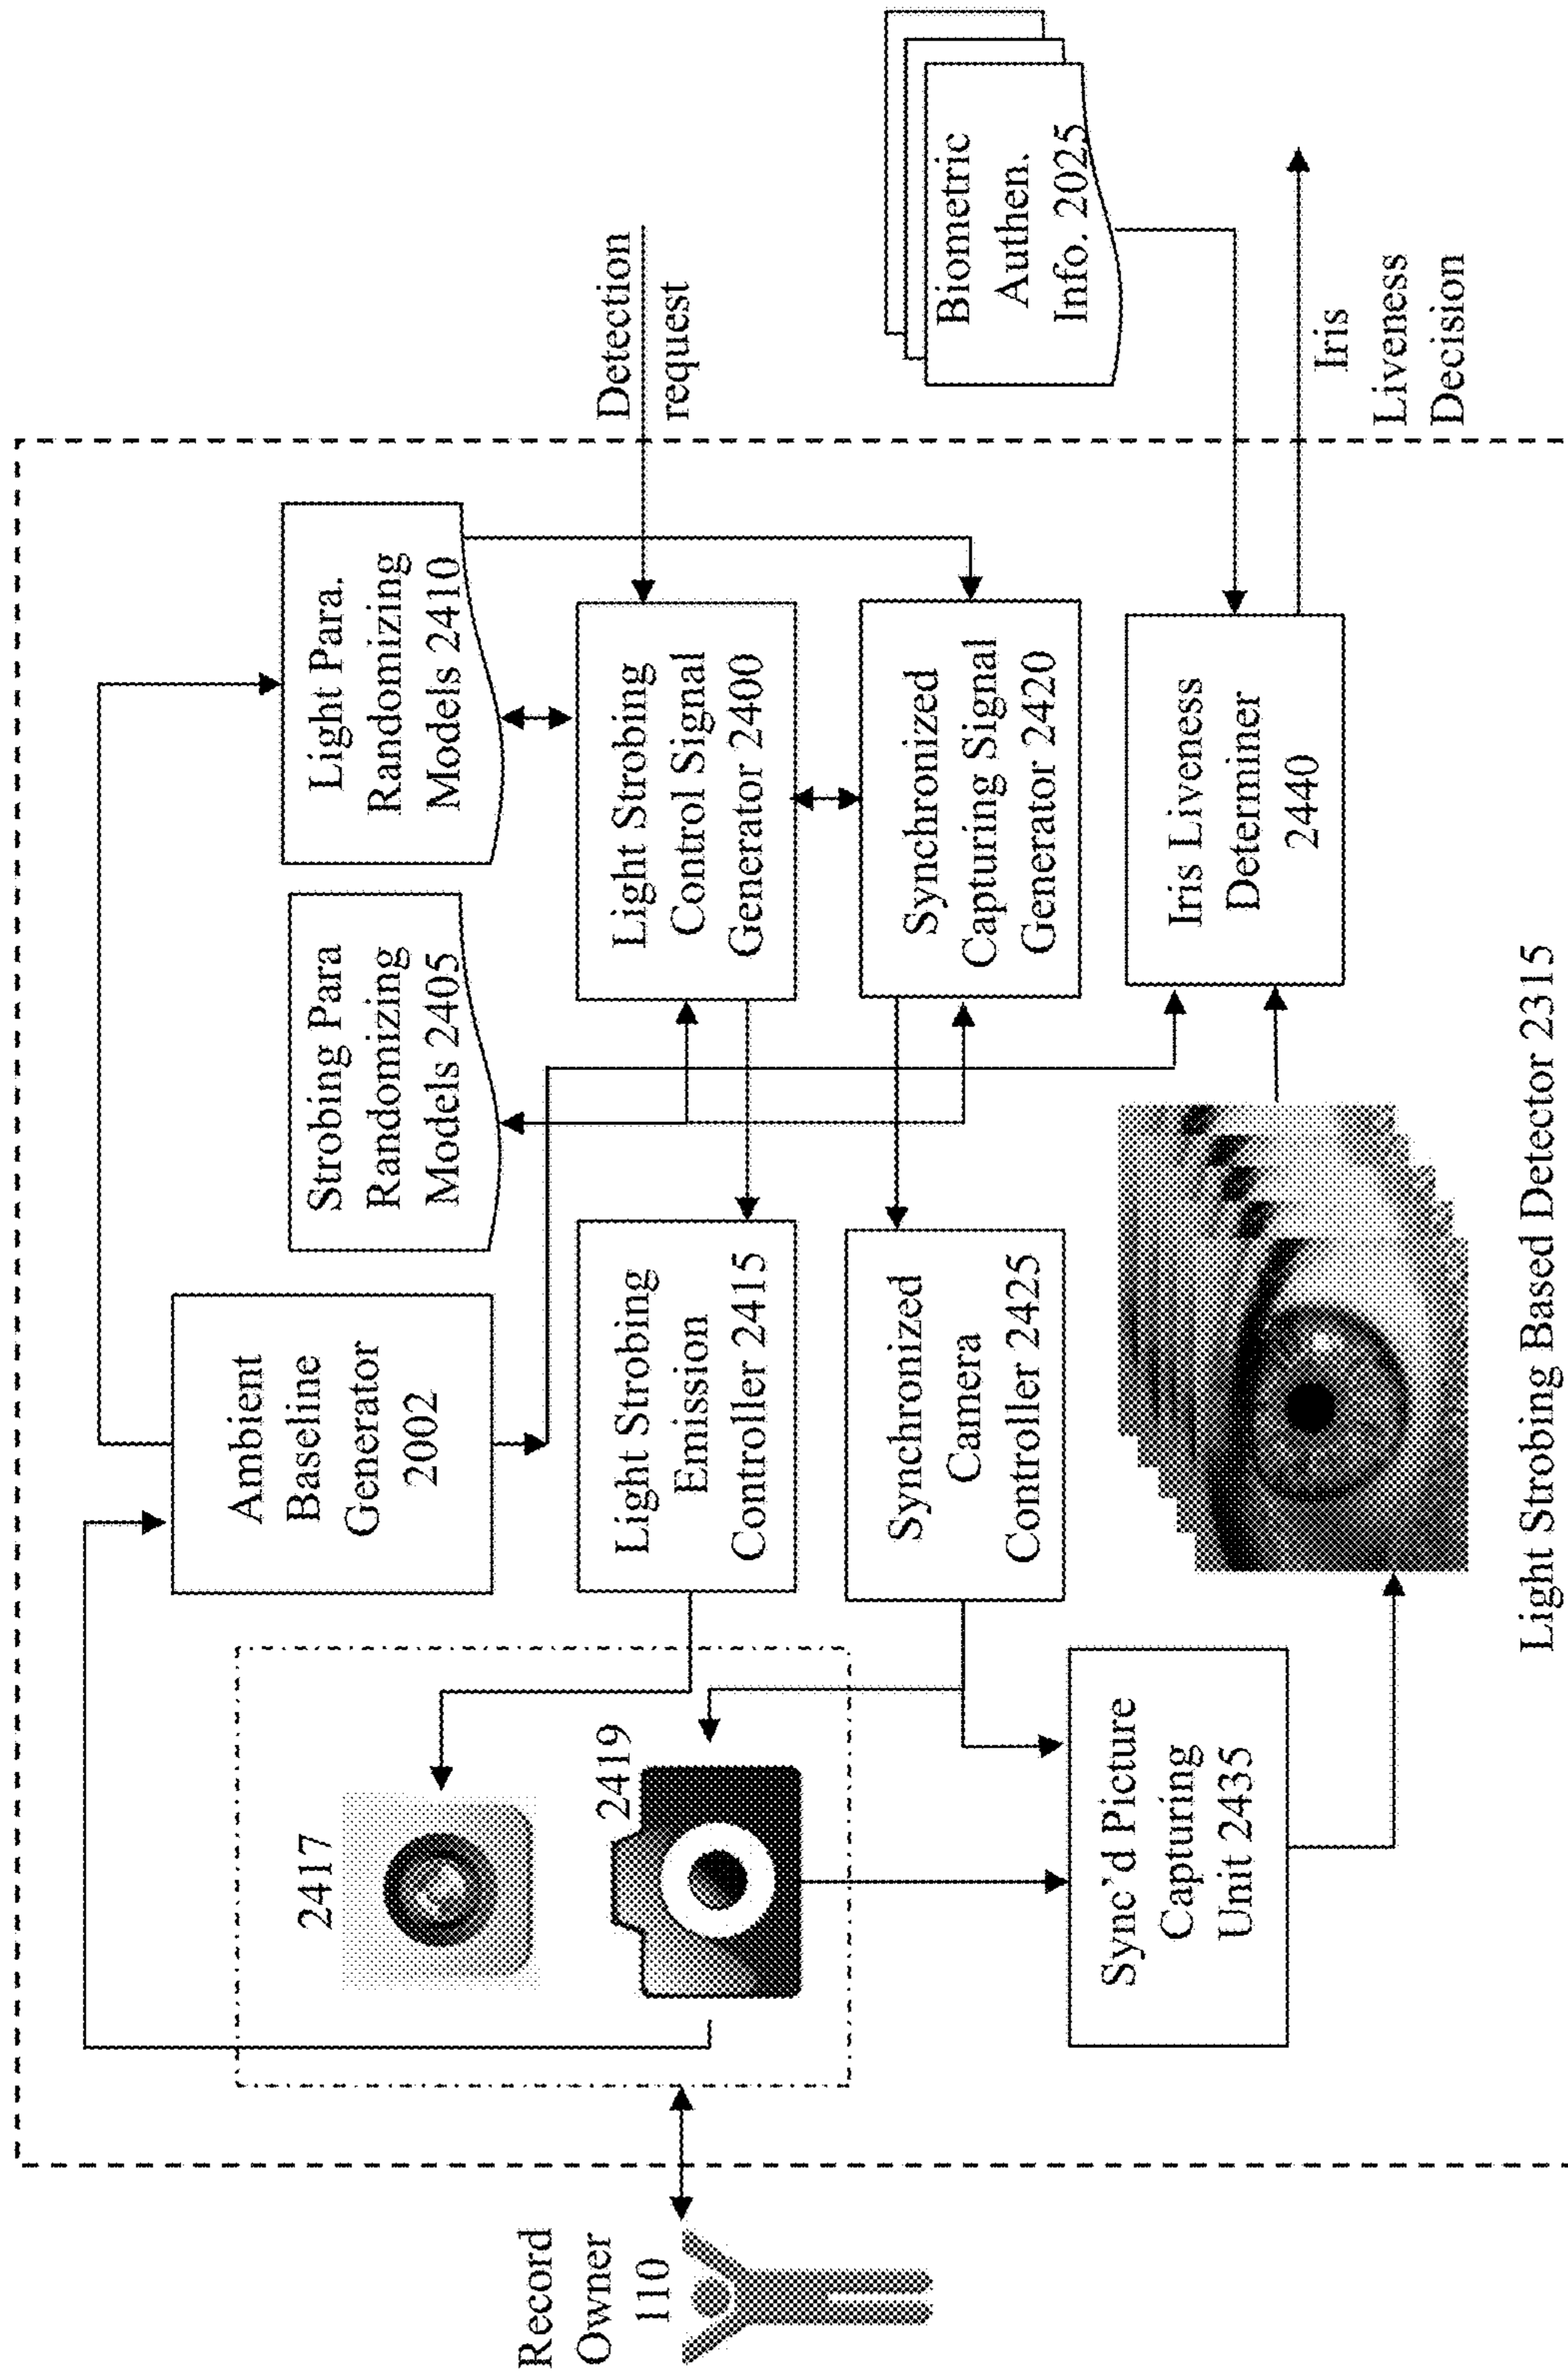 Record
Owner
110
2417
2419
Ambient
Baseline
Generator
2002
Strobing Para
Randomizing
Models 2405
Light Para.
Randomizing
Models 2410
Light Strobing
Emission
Controller 2415
Light Strobing
Control Signal
Generator 2400
Detection
request
Synchronized
Camera
Controller 2425
Synchronized
Capturing Signal
Generator 2420
Biometric
Authen.
Info. 2025
Sync'd Picture
Capturing
Unit 2435
Iris Liveness
Determiner
2440
Iris
Liveness
Decision
Light Strobing Based Detector 2315